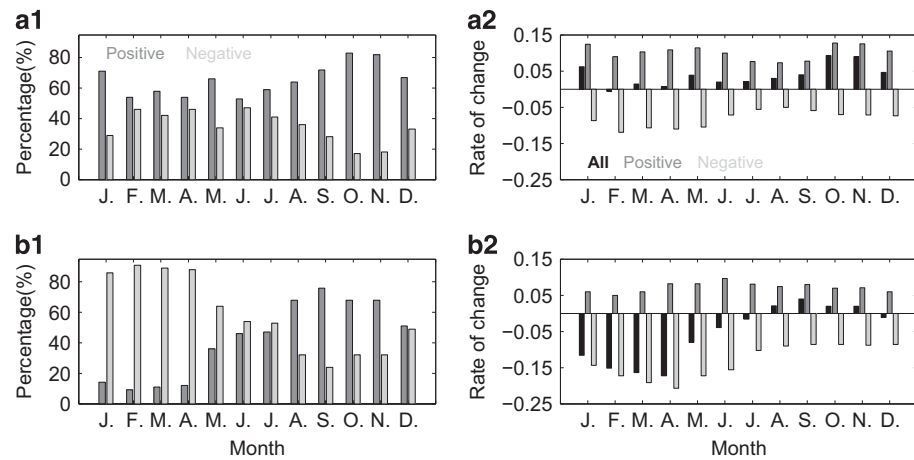 a1
Percentage(%)
80
60
40
20
0
Positive Negative
J. F. M. A. M. J. J. A. S. O. N. D.
a2
Rate of change
0.15
0.05
−0.05
−0.15
−0.25
All Positive Negative
J. F. M. A. M. J. J. A. S. O. N. D.
b1
Percentage(%)
80
60
40
20
0
J. F. M. A. M. J. J. A. S. O. N. D.
Month
b2
Rate of change
0.15
0.05
−0.05
−0.15
−0.25
J. F. M. A. M. J. J. A. S. O. N. D.
Month